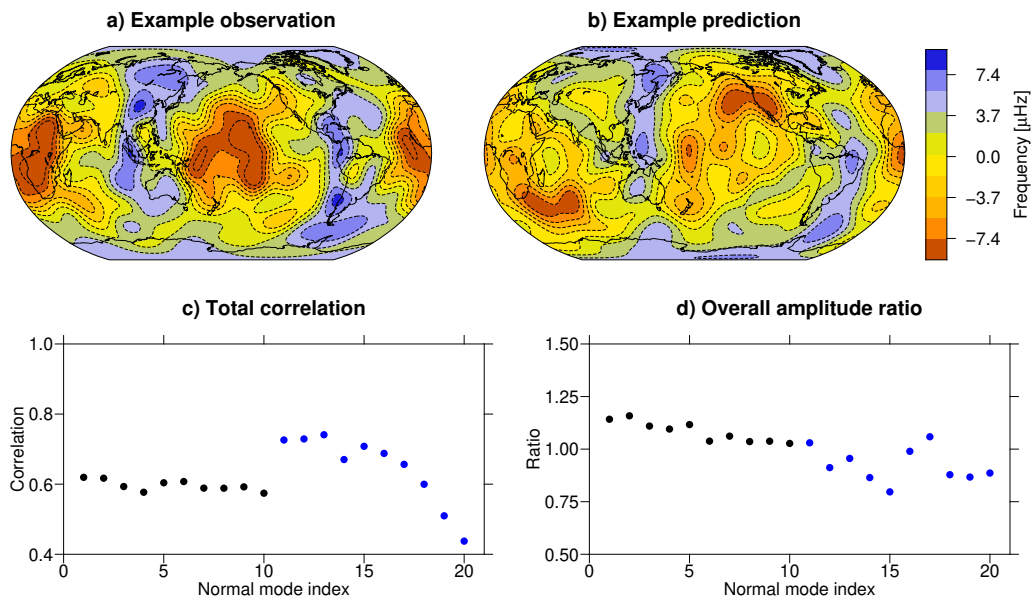 a) Example observation
b) Example prediction
7.4
3.7
0.0
−3.7
−7.4
Frequency [µHz]
c) Total correlation
d) Overall amplitude ratio
1.0
0.8
0.6
0.4
Correlation
0 5 10 15 20
Normal mode index
1.50
1.25
1.00
0.75
0.50
Ratio
0 5 10 15 20
Normal mode index